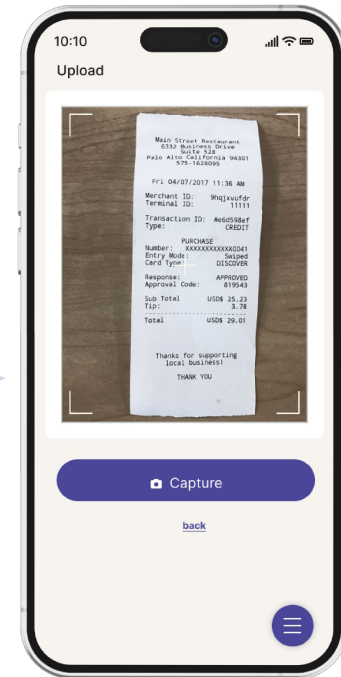 10:10
Upload
Main Street Restaurant
6332 Business Drive
Suite 528
Palo Alto California 94301
575-1628095
Fri 04/07/2017 11:36 AM
Merchant ID: 9hqjxvufdr
Terminal ID: 11111
Transaction ID: #e6d598ef
Type: CREDIT
PURCHASE
Number: XXXXXXXXXXXX0041
Entry Mode: Swiped
Card Type: DISCOVER
Response: APPROVED
Approval Code: 819543
Sub Total USD$ 25.23
Tip: 3.78
Total USD$ 29.01
Thanks for supporting
local business!
THANK YOU
Capture
back